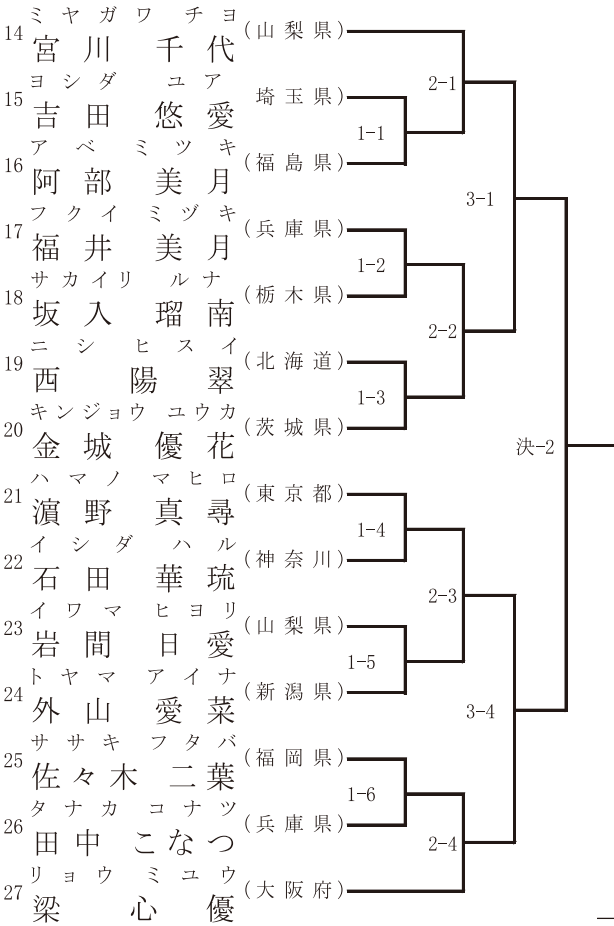 ミヤガワ チョ
14 宮川 千代 (山梨県)
ヨシダ ユア
15 吉田 悠愛 埼玉県)
アベ ミツキ
16 阿部 美月 (福島県)
フクイ ミヅキ
17 福井 美月 (兵庫県)
サカイリ ルナ
18 坂入 瑠南 (栃木県)
ニシ ヒスイ
19 西 陽翠 (北海道)
キンジョウ ユウカ
20 金城 優花 (茨城県)
ハマノ マヒロ
21 濵野 真尋 (東京都)
イシダ ハル
22 石田 華琉 (神奈川)
イワマ ヒヨリ
23 岩間 日愛 (山梨県)
トヤマ アイナ
24 外山 愛菜 (新潟県)
ササキ フタバ
25 佐々木 二葉 (福岡県)
タナカ コナツ
26 田中 こなつ (兵庫県)
リョウ ミユウ
27 梁 心優 (大阪府)
1-1
1-2
1-3
1-4
1-5
1-6
2-1
2-2
2-3
2-4
3-1
3-4
決-2